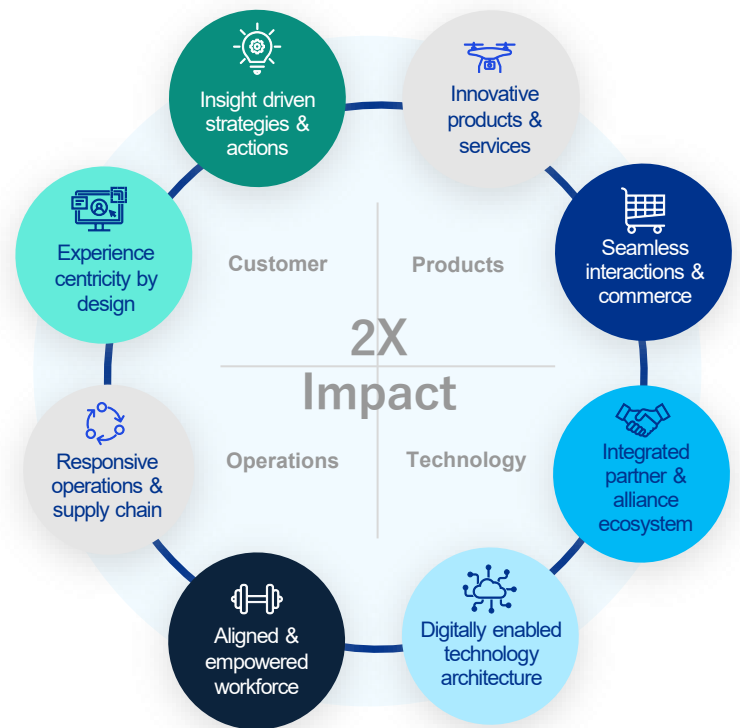 Insight driven
strategies &
actions
Innovative
products &
services
Experience
centricity by
design
Seamless
interactions &
commerce
Customer
Products
2X
Impact
Operations
Technology
Responsive
operations &
supply chain
Integrated
partner &
alliance
ecosystem
Aligned &
empowered
workforce
Digitally enabled
technology
architecture